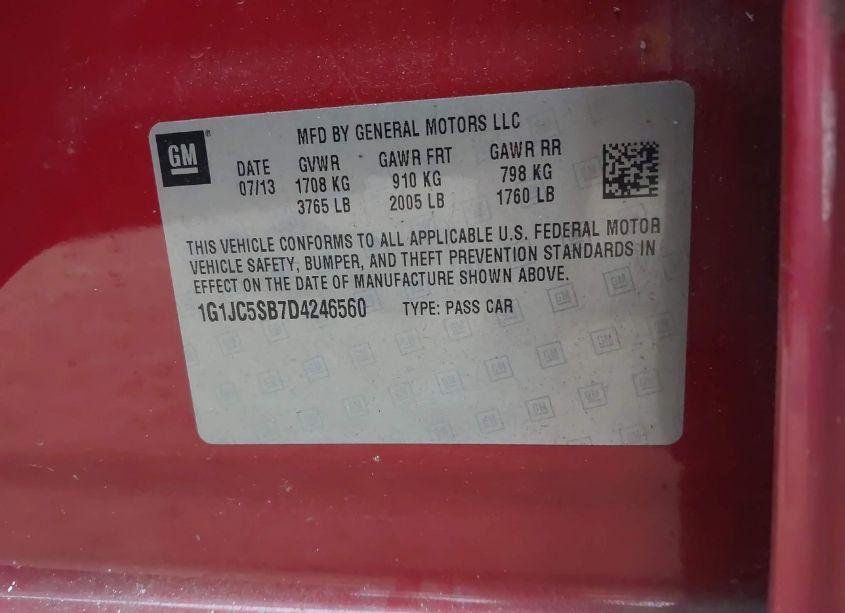 GM
MFD BY GENERAL MOTORS LLC
DATE GVWR GAWR FRT GAWR RR
07/13 1708 KG 910 KG 798 KG
3765 LB 2005 LB 1760 LB
THIS VEHICLE CONFORMS TO ALL APPLICABLE U.S. FEDERAL MOTOR
VEHICLE SAFETY, BUMPER, AND THEFT PREVENTION STANDARDS IN
EFFECT ON THE DATE OF MANUFACTURE SHOWN ABOVE.
1G1JC5SB7D4246560 TYPE: PASS CAR